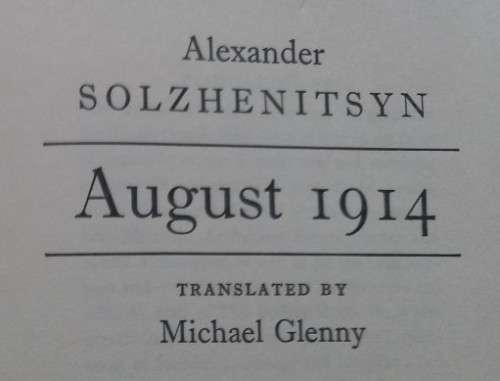 Alexander
SOLZHENITSYN
August 1914
TRANSLATED BY
Michael Glenny